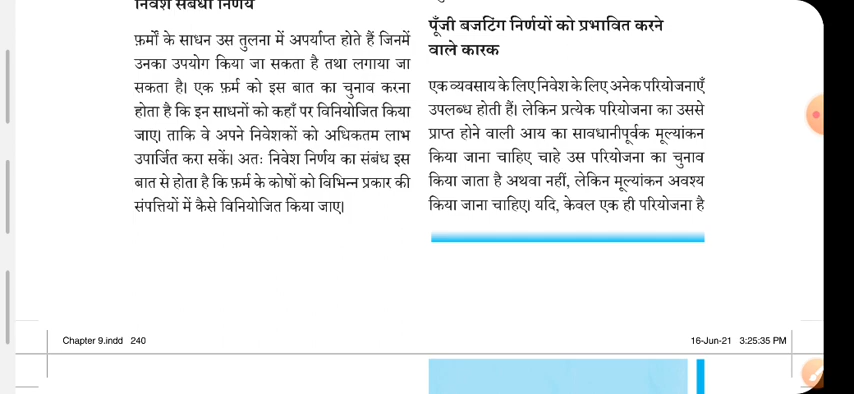 निवेश संबंधी निर्णय
फ़र्मों के साधन उस तुलना में अपर्याप्त होते हैं जिनमें
उनका उपयोग किया जा सकता है तथा लगाया जा
सकता है। एक फ़र्म को इस बात का चुनाव करना
होता है कि इन साधनों को कहाँ पर विनियोजित किया
जाए। ताकि वे अपने निवेशकों को अधिकतम लाभ
उपार्जित करा सकें। अतः निवेश निर्णय का संबंध इस
बात से होता है कि फ़र्म के कोषों को विभिन्न प्रकार की
संपत्तियों में कैसे विनियोजित किया जाए।
पूँजी बजटिंग निर्णयों को प्रभावित करने
वाले कारक
एक व्यवसाय के लिए निवेश के लिए अनेक परियोजनाएँ
उपलब्ध होती हैं। लेकिन प्रत्येक परियोजना का उससे
प्राप्त होने वाली आय का सावधानीपूर्वक मूल्यांकन
किया जाना चाहिए चाहे उस परियोजना का चुनाव
किया जाता है अथवा नहीं, लेकिन मूल्यांकन अवश्य
किया जाना चाहिए। यदि, केवल एक ही परियोजना है
Chapter 9.indd 240
16-Jun-21 3:25:35 PM